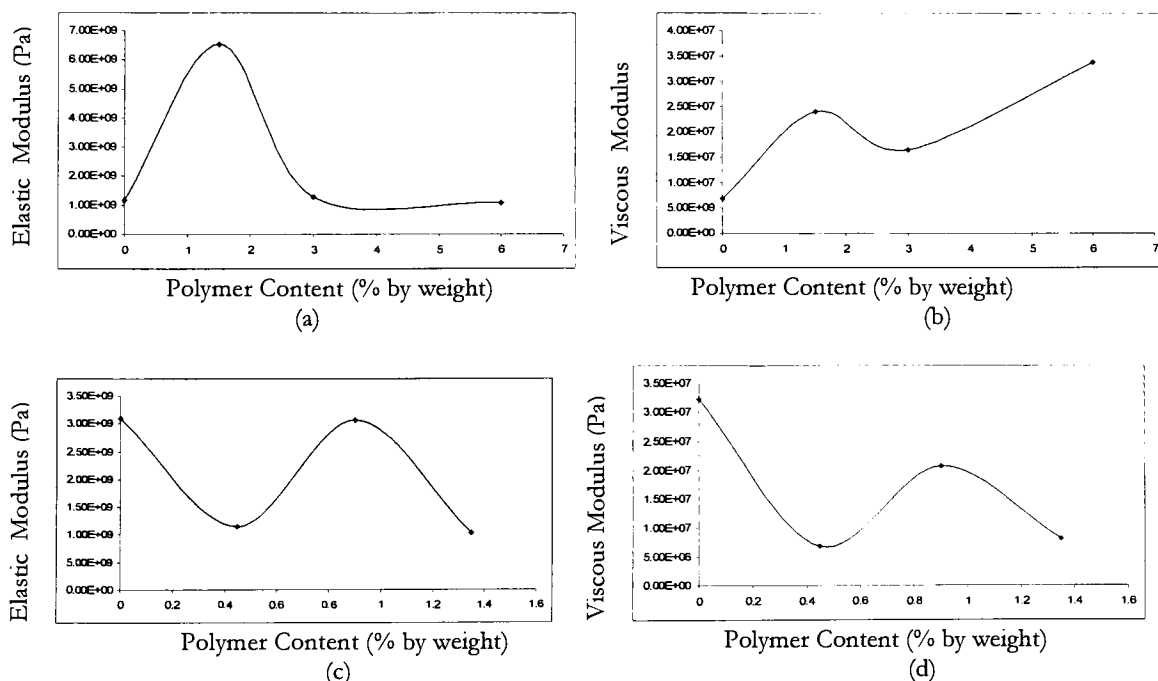 Elastic Modulus (Pa)
7.00E+09
6.00E+09
5.00E+09
4.00E+09
3.00E+09
2.00E+09
1.00E+09
0.00E+00
0 1 2 3 4 5 6 7
Polymer Content (% by weight)
(a)
Viscous Modulus
4.00E+07
3.50E+07
3.00E+07
2.50E+07
2.00E+07
1.50E+07
1.00E+07
5.00E+06
0.00E+00
0 1 2 3 4 5 6 7
Polymer Content (% by weight)
(b)
Elastic Modulus (Pa)
3.50E+09
3.00E+09
2.50E+09
2.00E+09
1.50E+09
1.00E+09
5.00E+08
0.00E+00
0 0.2 0.4 0.6 0.8 1 1.2 1.4 1.6
Polymer Content (% by weight)
(c)
Viscous Modulus (Pa)
3.50E+07
3.00E+07
2.50E+07
2.00E+07
1.50E+07
1.00E+07
5.00E+06
0.00E+00
0 0.2 0.4 0.6 0.8 1 1.2 1.4 1.6
Polymer Content (% by weight)
(d)